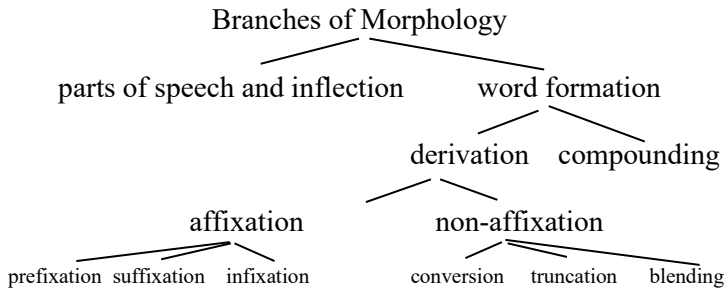 Branches of Morphology
parts of speech and inflection word formation
derivation compounding
affixation non-affixation
prefixation suffixation infixation conversion truncation blending